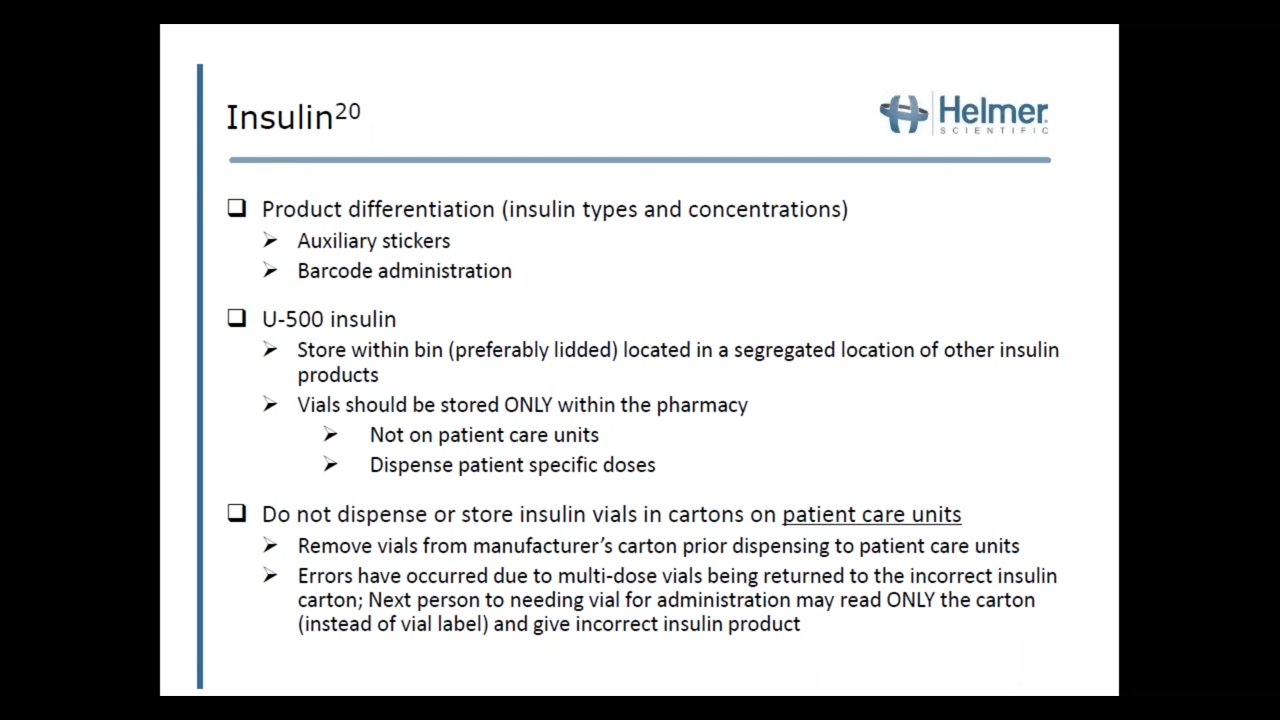 Insulin20
Helmer
SCIENTIFIC
Product differentiation (insulin types and concentrations)
Auxiliary stickers
Barcode administration
U-500 insulin
Store within bin (preferably lidded) located in a segregated location of other insulin
products
Vials should be stored ONLY within the pharmacy
Not on patient care units
Dispense patient specific doses
Do not dispense or store insulin vials in cartons on patient care units
Remove vials from manufacturer’s carton prior dispensing to patient care units
Errors have occurred due to multi-dose vials being returned to the incorrect insulin
carton; Next person to needing vial for administration may read ONLY the carton
(instead of vial label) and give incorrect insulin product